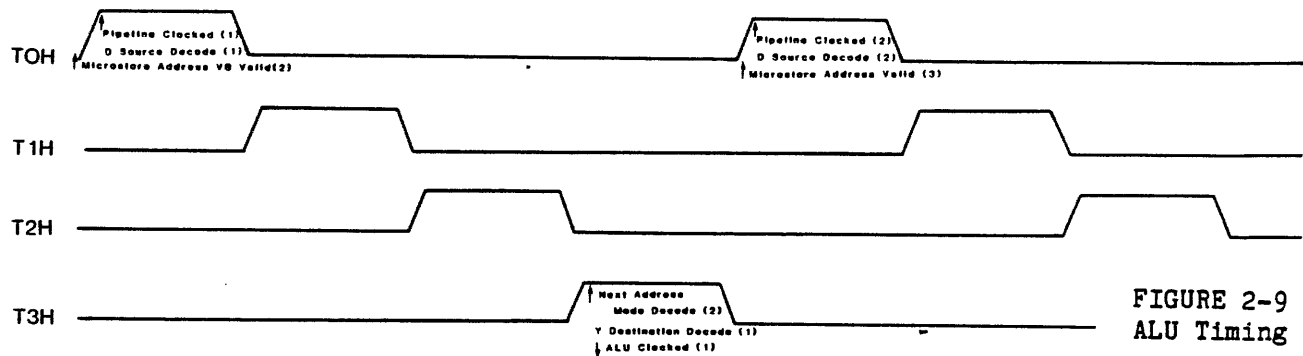 TOH
Pipeline Clocked (1)
D Source Decode (1)
Microstore Address VB Valid(2)
Pipeline Clocked (2)
D Source Decode (2)
Microstore Address Valid (3)
T1H
T2H
T3H
Next Address
Mode Decode (2)
Y Destination Decode (1)
ALU Clocked (1)
FIGURE 2-9
ALU Timing